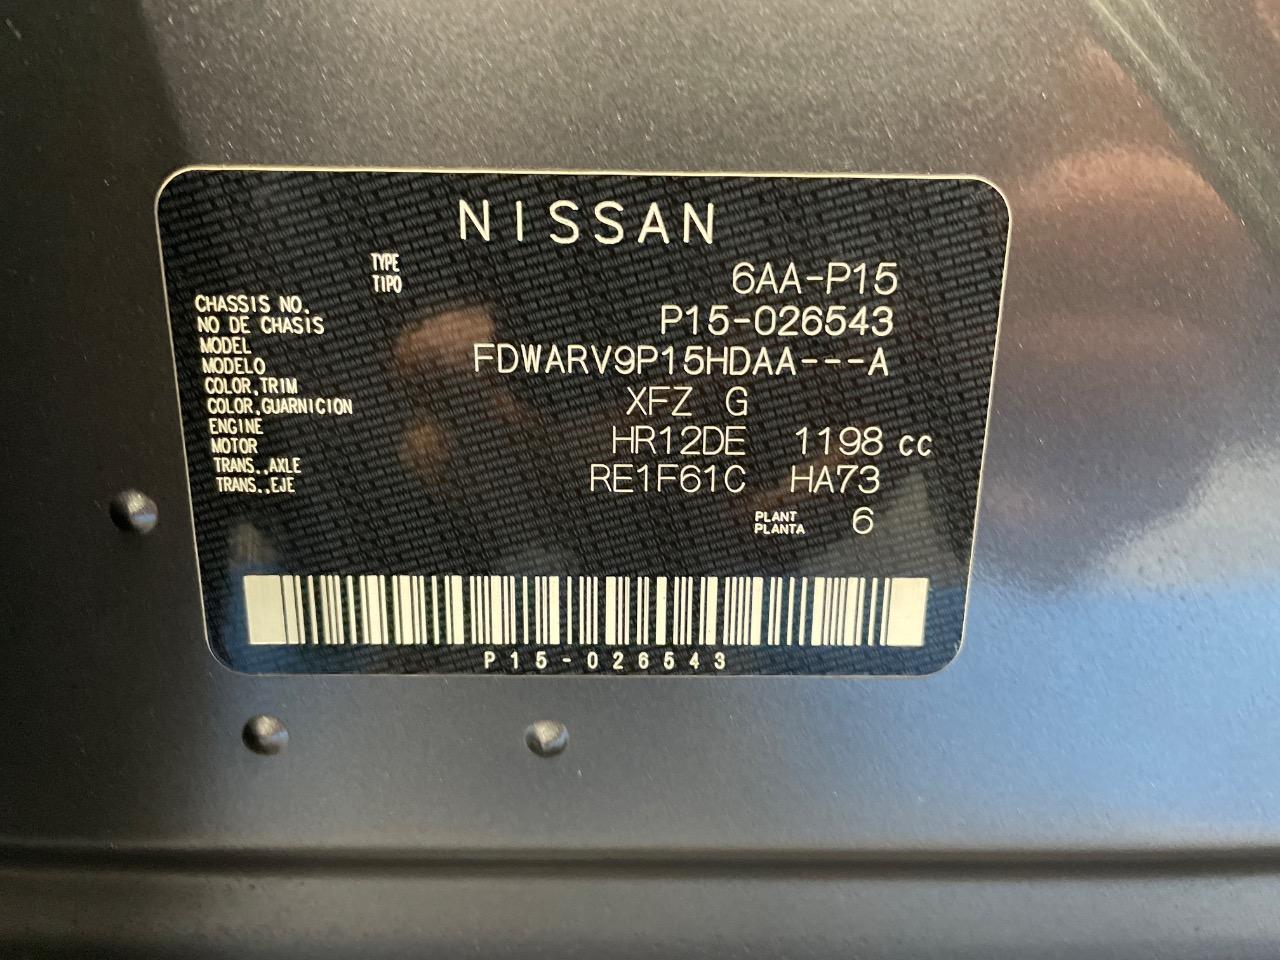 NISSAN
TYPE
TIPO
6AA-P15
CHASSIS NO.
NO DE CHASIS
P15-026543
MODEL
MODELO
FDWARV9P15HDAA---A
COLOR,TRIM
COLOR,GUARNICION
XFZ G
ENGINE
MOTOR
HR12DE 1198 cc
TRANS.,AXLE
TRANS.,EJE
RE1F61C HA73
PLANT
PLANTA
6
P15-026543